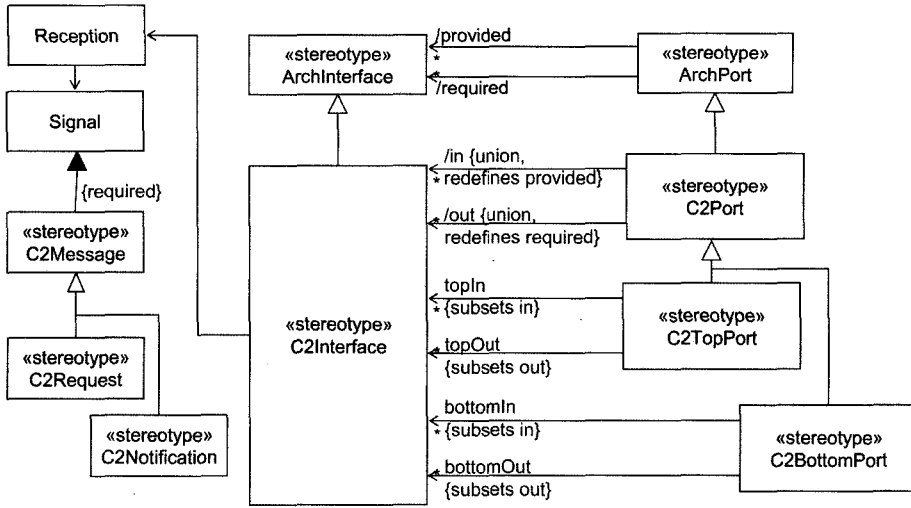 Reception
Signal
{required}
«stereotype»
C2Message
«stereotype»
C2Request
«stereotype»
C2Notification
«stereotype»
ArchInterface
/provided
*
*
/required
«stereotype»
ArchPort
«stereotype»
C2Interface
/in {union,
* redefines provided}
* /out {union,
redefines required}
«stereotype»
C2Port
topIn
* {subsets in}
* topOut
{subsets out}
«stereotype»
C2TopPort
bottomIn
* {subsets in}
* bottomOut
{subsets out}
«stereotype»
C2BottomPort